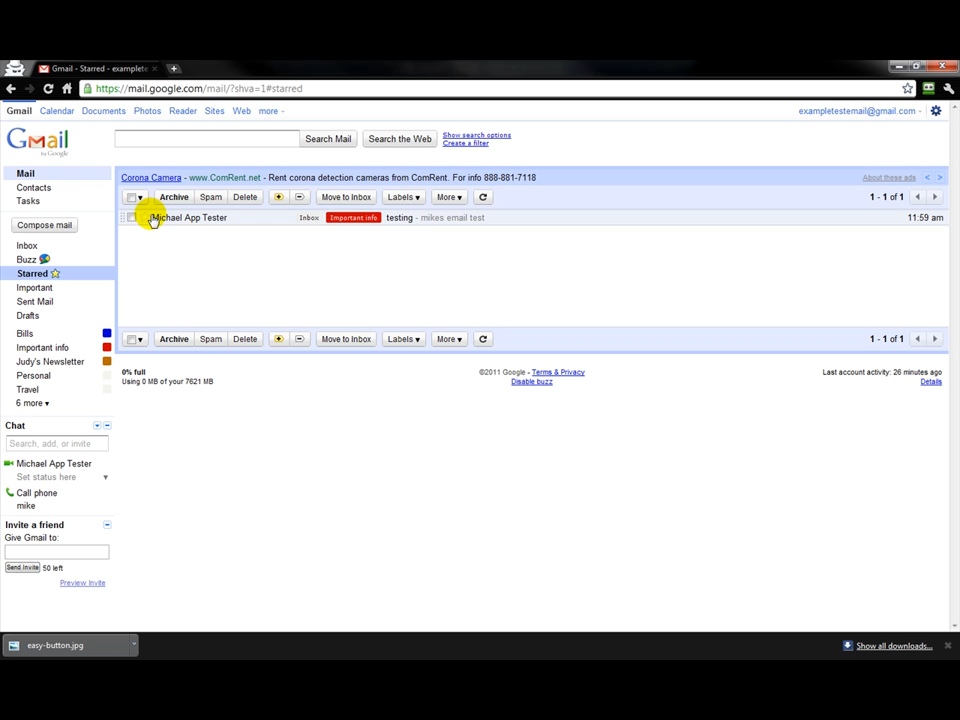 Gmail - Starred - examplete
https://mail.google.com/mail/?shva=1#starred
Gmail Calendar Documents Photos Reader Sites Web more exampletestemail@gmail.com
Gmail by Google
Search Mail Search the Web Show search options
Create a filter
Mail
Contacts
Tasks
Compose mail
Inbox
Buzz
Starred
Important
Sent Mail
Drafts
Bills
Important info
Judy's Newsletter
Personal
Travel
6 more
Chat
Search, add, or invite
Michael App Tester
Set status here
Call phone
mike
Invite a friend
Give Gmail to:
Send Invite 50 left
Preview Invite
Corona Camera - www.ComRent.net - Rent corona detection cameras from ComRent. For info 888-881-7118 About these ads < >
Archive Spam Delete Move to Inbox Labels More 1 - 1 of 1
Michael App Tester Inbox Important info testing - mikes email test 11:59 am
Archive Spam Delete Move to Inbox Labels More 1 - 1 of 1
0% full ©2011 Google - Terms & Privacy Last account activity: 26 minutes ago
Using 0 MB of your 7621 MB Disable buzz Details
easy-button.jpg Show all downloads...